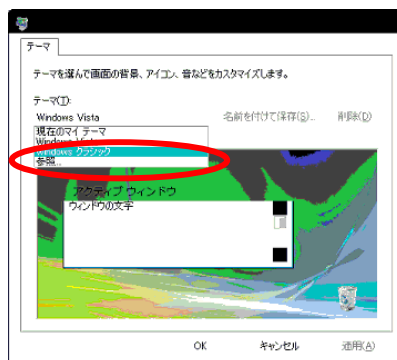 テーマ
テーマを選んで画面の背景、アイコン、音などをカスタマイズします。
テーマ(T):
Windows Vista 名前を付けて保存(S)... 削除(D)
現在のマイ テーマ
Windows Vista
Windows クラシック
参照...
アクティブ ウィンドウ
ウィンドウの文字
OK キャンセル 適用(A)